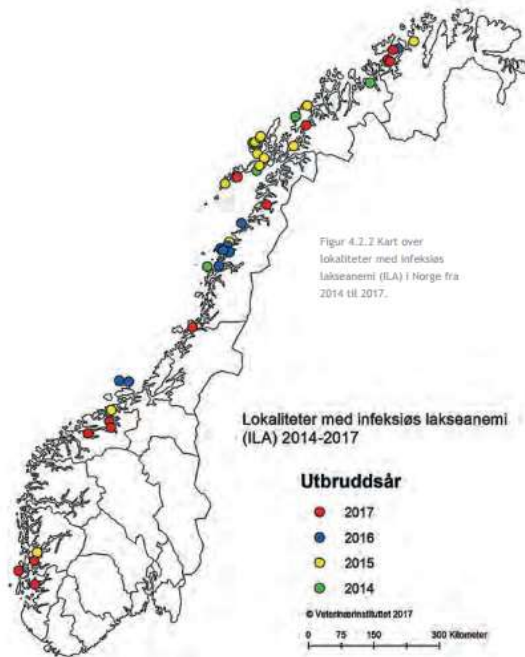 Figur 4.2.2 Kart over
lokaliteter med infeksiøs
lakseanemi (ILA) i Norge fra
2014 til 2017.
Lokaliteter med infeksiøs lakseanemi
(ILA) 2014-2017
Utbruddsår
2017
2016
2015
2014
© Veterinærinstituttet 2017
0 75 150 300 Kilometer